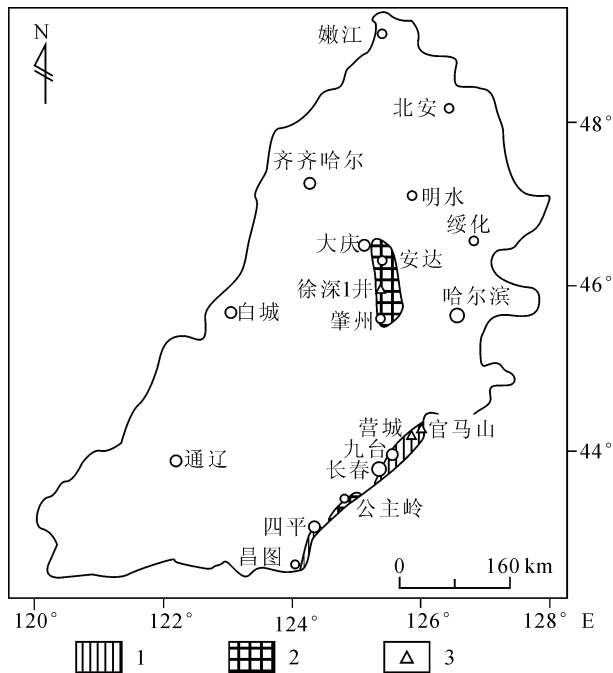 N
嫩江
北安
48°
齐齐哈尔
明水
绥化
大庆
安达
徐深1井
46°
哈尔滨
白城
肇州
营城
官马山
九台
44°
通辽
长春
公主岭
四平
昌图
0 160 km
120° 122° 124° 126° 128° E
1 2 3